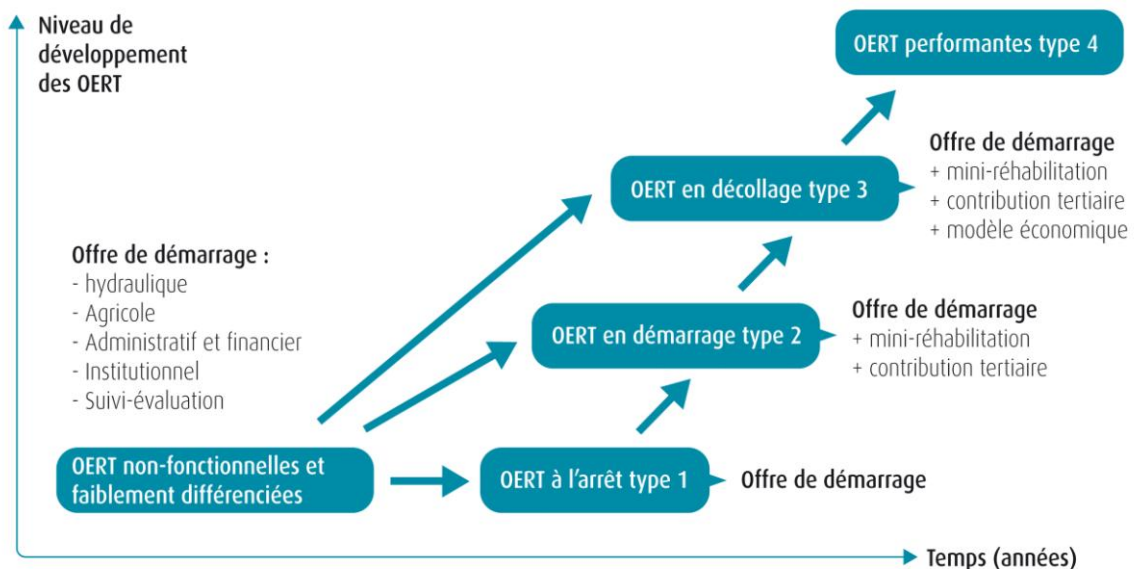 Niveau de
développement
des OERT
OERT performantes type 4
Offre de démarrage
+ mini-réhabilitation
+ contribution tertiaire
+ modèle économique
OERT en décollage type 3
Offre de démarrage :
- hydraulique
- Agricole
- Administratif et financier
- Institutionnel
- Suivi-évaluation
OERT en démarrage type 2
Offre de démarrage
+ mini-réhabilitation
+ contribution tertiaire
OERT non-fonctionnelles et
faiblement différenciées
OERT à l'arrêt type 1
Offre de démarrage
Temps (années)